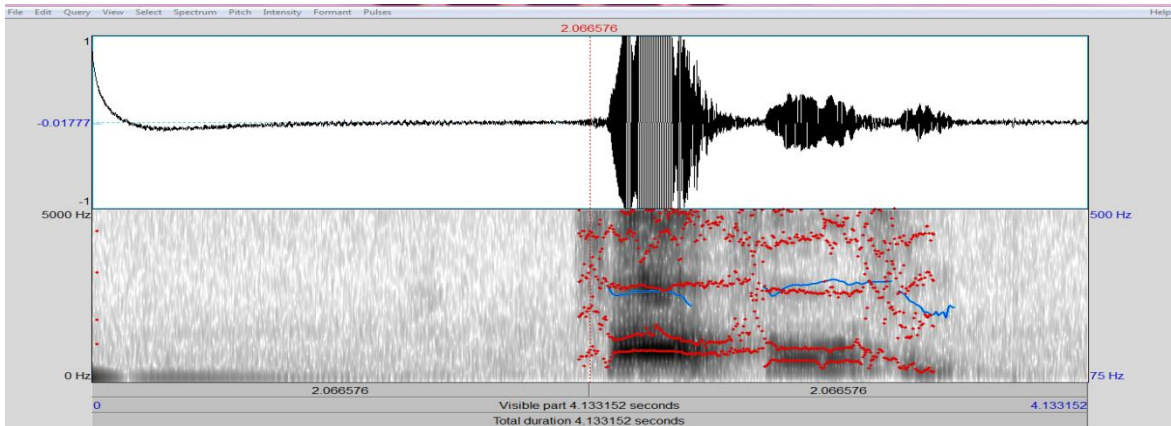 File Edit Query View Select Spectrum Pitch Intensity Formant Pulses Help
2.066576
1
-0.01777
-1
5000 Hz 500 Hz
0 Hz 75 Hz
2.066576 2.066576
0 Visible part 4.133152 seconds 4.133152
Total duration 4.133152 seconds